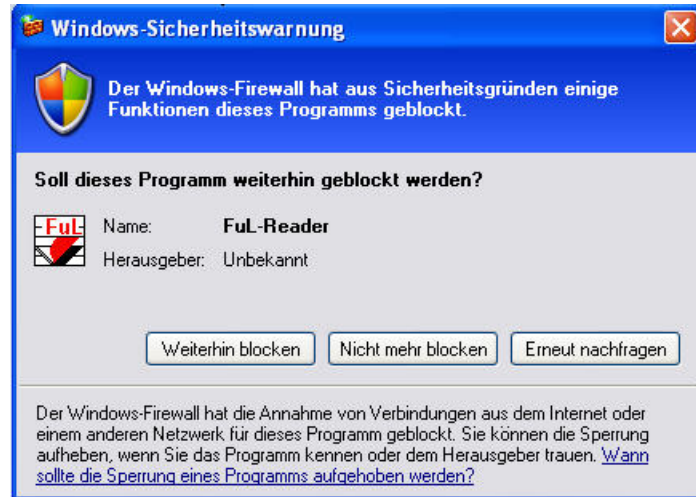 Windows-Sicherheitswarnung
Der Windows-Firewall hat aus Sicherheitsgründen einige
Funktionen dieses Programms geblockt.
Soll dieses Programm weiterhin geblockt werden?
FuL
Name: FuL-Reader
Herausgeber: Unbekannt
Weiterhin blocken Nicht mehr blocken Erneut nachfragen
Der Windows-Firewall hat die Annahme von Verbindungen aus dem Internet oder
einem anderen Netzwerk für dieses Programm geblockt. Sie können die Sperrung
aufheben, wenn Sie das Programm kennen oder dem Herausgeber trauen. Wann
sollte die Sperrung eines Programms aufgehoben werden?